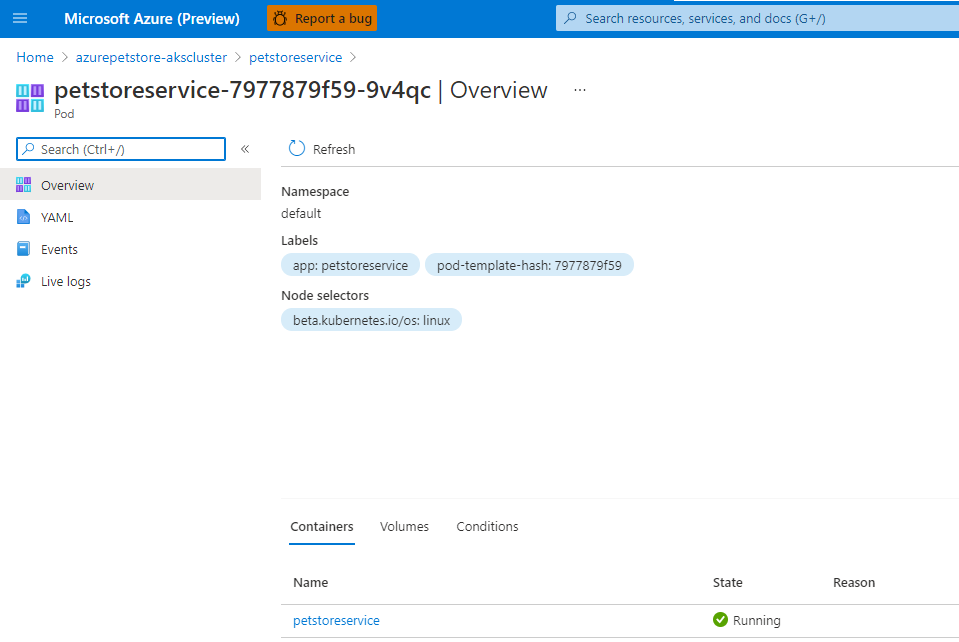 Microsoft Azure (Preview) Report a bug Search resources, services, and docs (G+/)
Home > azurepetstore-akscluster > petstoreservice >
petstoreservice-7977879f59-9v4qc | Overview ...
Pod
Search (Ctrl+/) «
Refresh
Overview
YAML
Events
Live logs
Namespace
default
Labels
app: petstoreservice pod-template-hash: 7977879f59
Node selectors
beta.kubernetes.io/os: linux
Containers Volumes Conditions
Name State Reason
petstoreservice Running